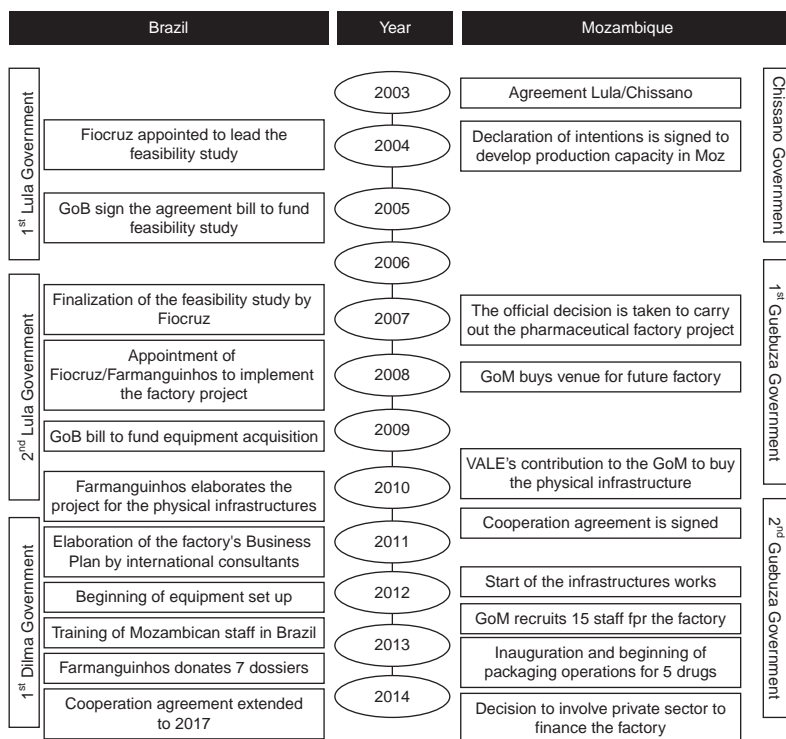 Brazil
Year
Mozambique
1st Lula Government
2nd Lula Government
1st Dilma Government
Fiocruz appointed to lead the
feasibility study
GoB sign the agreement bill to fund
feasibility study
Finalization of the feasibility study by
Fiocruz
Appointment of
Fiocruz/Farmanguinhos to implement
the factory project
GoB bill to fund equipment acquisition
Farmanguinhos elaborates the
project for the physical infrastructures
Elaboration of the factory's Business
Plan by international consultants
Beginning of equipment set up
Training of Mozambican staff in Brazil
Farmanguinhos donates 7 dossiers
Cooperation agreement extended
to 2017
2003
2004
2005
2006
2007
2008
2009
2010
2011
2012
2013
2014
Agreement Lula/Chissano
Declaration of intentions is signed to
develop production capacity in Moz
The official decision is taken to carry
out the pharmaceutical factory project
GoM buys venue for future factory
VALE's contribution to the GoM to buy
the physical infrastructure
Cooperation agreement is signed
Start of the infrastructures works
GoM recruits 15 staff fpr the factory
Inauguration and beginning of
packaging operations for 5 drugs
Decision to involve private sector to
finance the factory
Chissano Government
1st
Guebuza Government
2nd
Guebuza Government